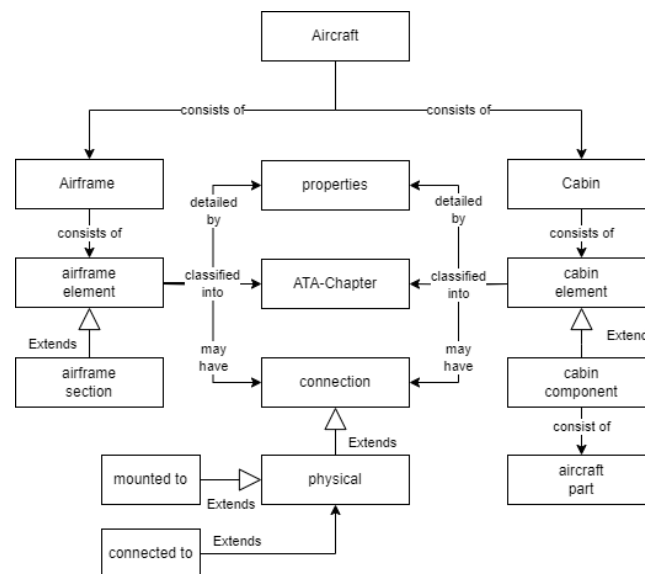 Aircraft
consists of
consists of
Airframe
properties
Cabin
detailed
by
detailed
by
consists of
consists of
airframe
element
classified
into
ATA-Chapter
classified
into
cabin
element
Extends
Extend
may
have
may
have
airframe
section
connection
cabin
component
Extends
consist of
mounted to
Extends
physical
aircraft
part
connected to
Extends